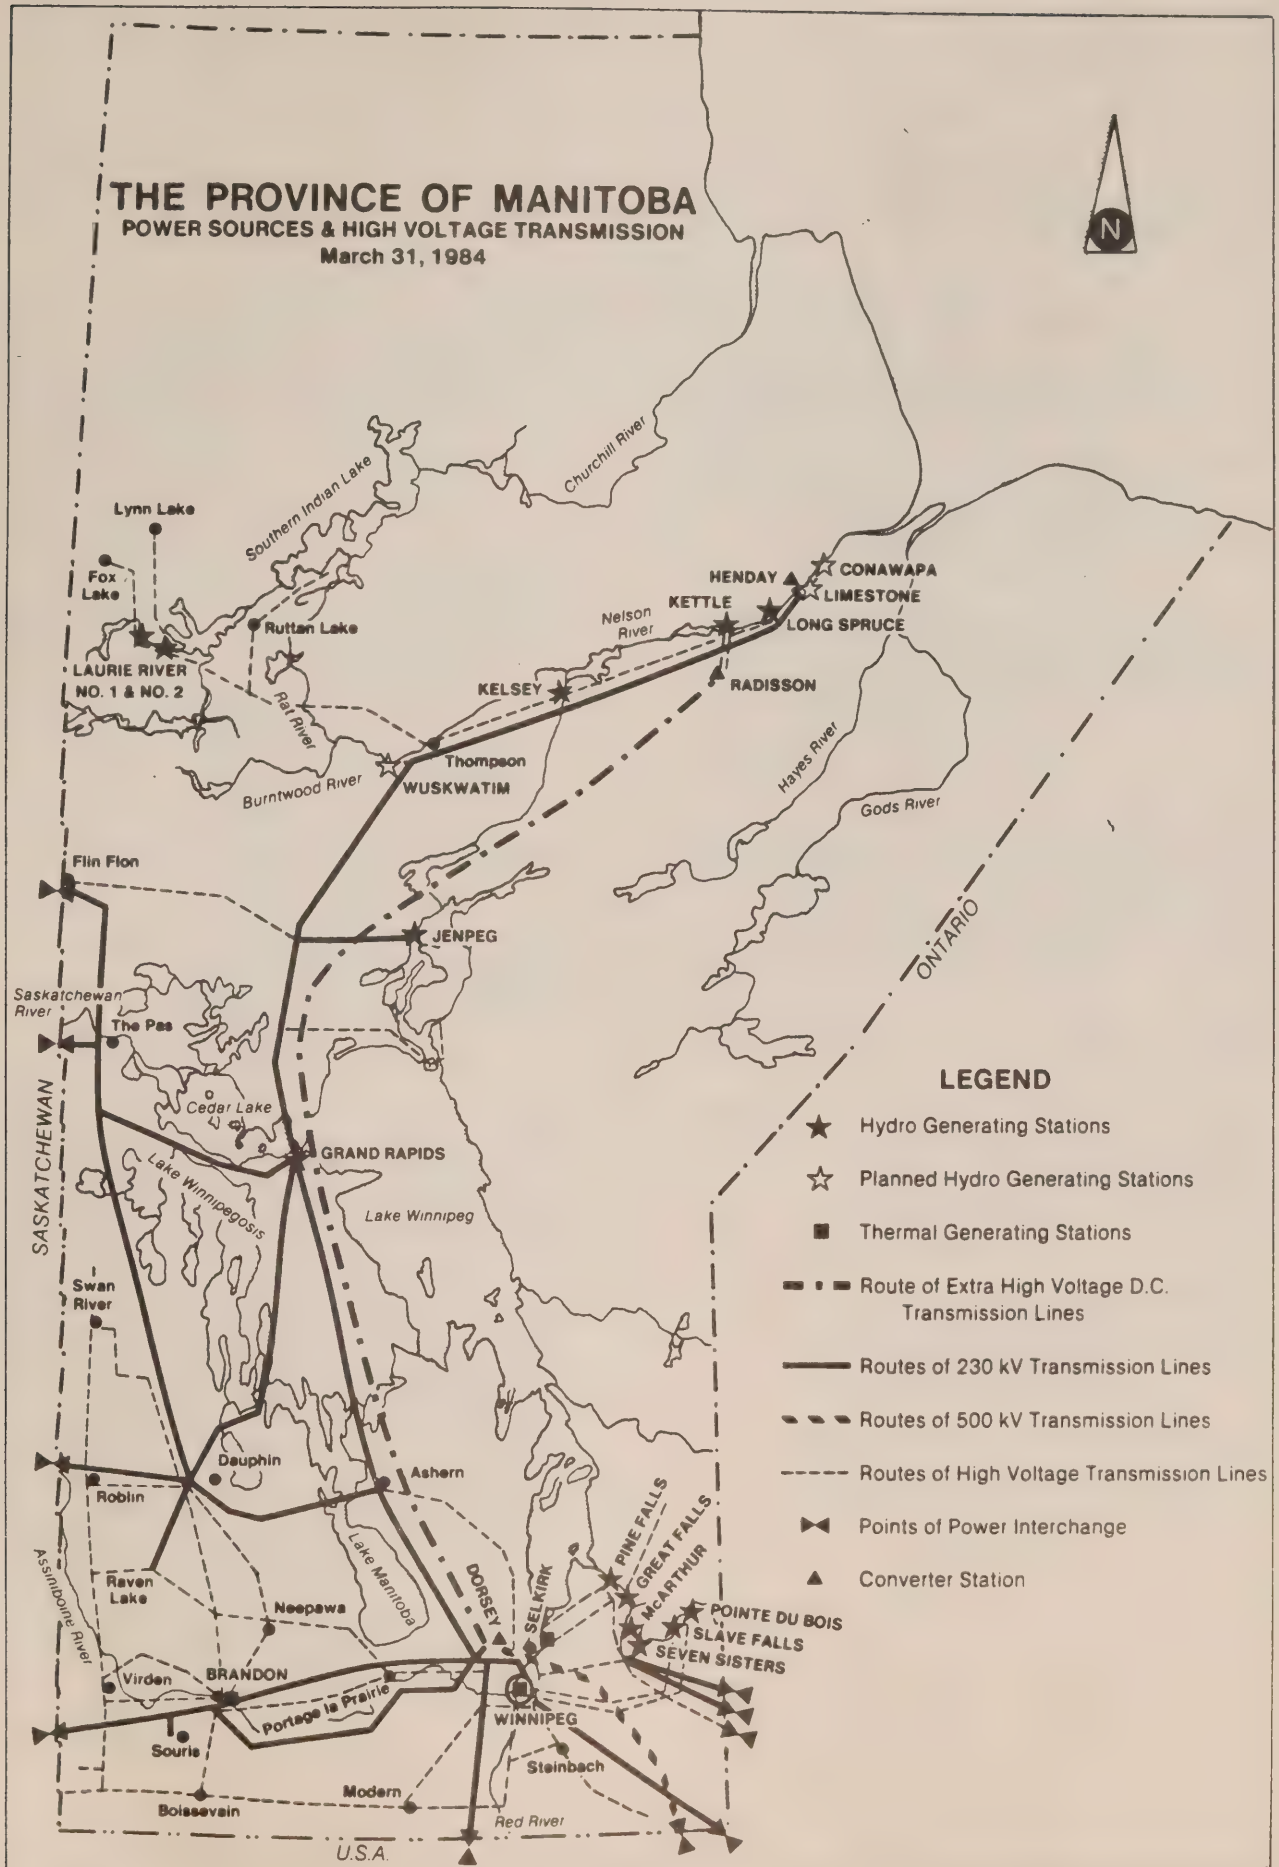 THE PROVINCE OF MANITOBA
POWER SOURCES & HIGH VOLTAGE TRANSMISSION
March 31, 1984
N
Churchill River
Southern Indian Lake
Lynn Lake
Fox
Lake
Ruttan Lake
LAURIE RIVER
NO. 1 & NO. 2
Rat River
Burntwood River
HENDAY
CONAWAPA
LIMESTONE
KETTLE
LONG SPRUCE
Nelson
River
KELSEY
RADISSON
Thompson
WUSKWATIM
Hayes River
Gods River
Flin Flon
JENPEG
ONTARIO
Saskatchewan
River
The Pas
SASKATCHEWAN
Cedar Lake
GRAND RAPIDS
Lake Winnipegosis
Lake Winnipeg
Swan
River
LEGEND
Hydro Generating Stations
Planned Hydro Generating Stations
Thermal Generating Stations
Route of Extra High Voltage D.C.
Transmission Lines
Routes of 230 kV Transmission Lines
Routes of 500 kV Transmission Lines
Routes of High Voltage Transmission Lines
Points of Power Interchange
Converter Station
Dauphin
Ashern
Roblin
Assiniboine River
Raven
Lake
Neepawa
Lake Manitoba
DORSEY
SELKIRK
PINE FALLS
GREAT FALLS
McARTHUR
POINTE DU BOIS
SLAVE FALLS
SEVEN SISTERS
Virden
BRANDON
Portage la Prairie
WINNIPEG
Souris
Steinbach
Modern
Boissevain
Red River
U.S.A.